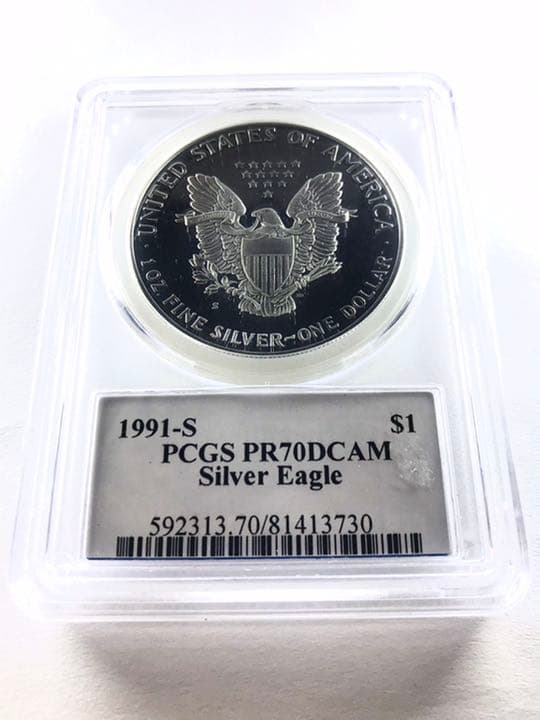 UNITED STATES OF AMERICA
S
1 OZ. FINE SILVER~ONE DOLLAR
1991-S $1
PCGS PR70DCAM
Silver Eagle
592313.70/81413730